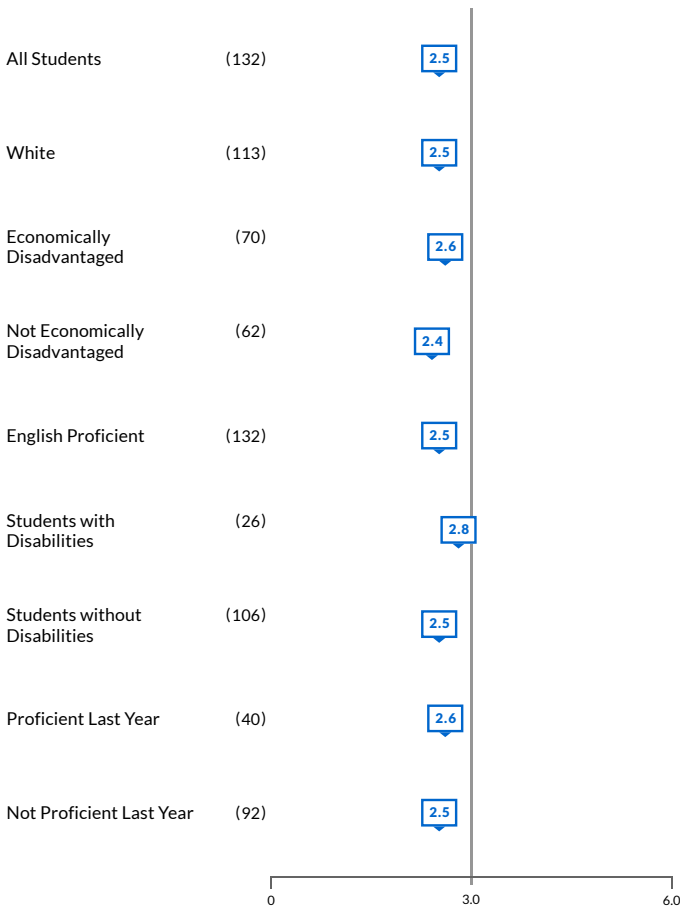 All Students (132) 2.5
White (113) 2.5
Economically (70) 2.6
Disadvantaged
Not Economically (62) 2.4
Disadvantaged
English Proficient (132) 2.5
Students with (26) 2.8
Disabilities
Students without (106) 2.5
Disabilities
Proficient Last Year (40) 2.6
Not Proficient Last Year (92) 2.5
0 3.0 6.0